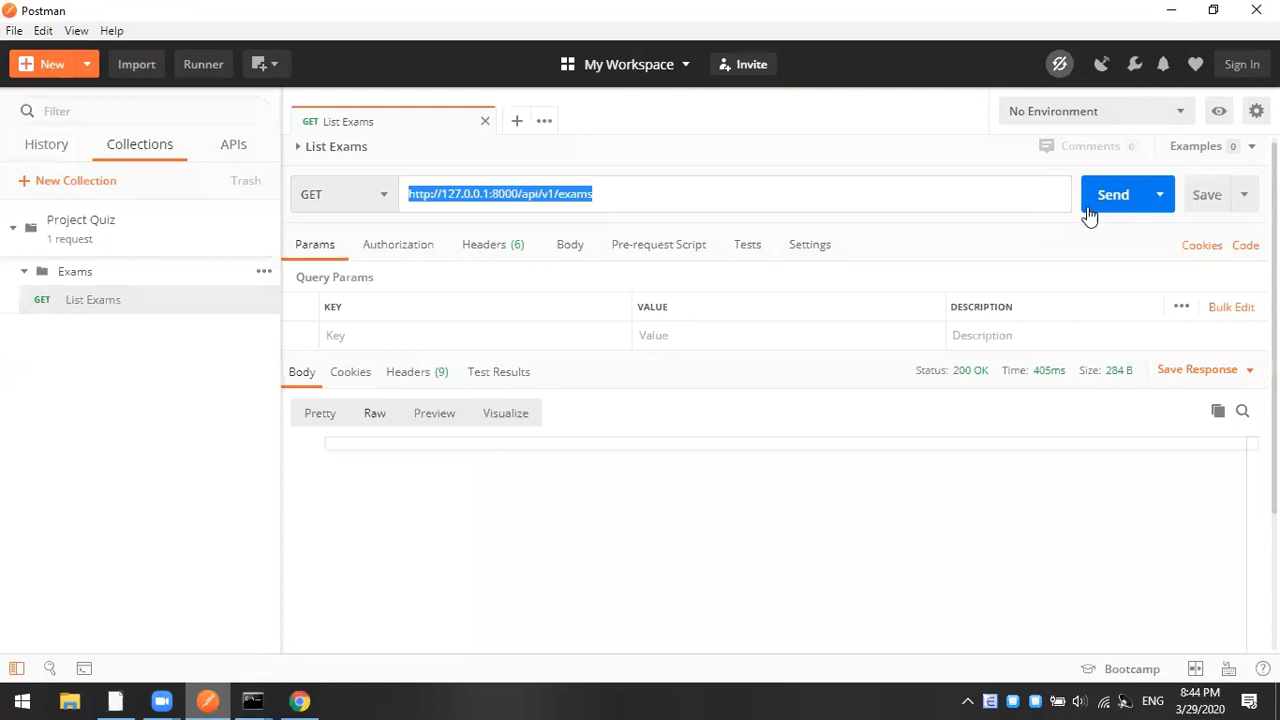 Postman
File Edit View Help
New Import Runner My Workspace Invite Sign In
Filter
History Collections APIs
New Collection Trash
Project Quiz
1 request
Exams
GET List Exams
GET List Exams
No Environment
List Exams
Comments 0 Examples 0
GET http://127.0.0.1:8000/api/v1/exams Send Save
Params Authorization Headers (6) Body Pre-request Script Tests Settings Cookies Code
Query Params
KEY VALUE DESCRIPTION Bulk Edit
Key Value Description
Body Cookies Headers (9) Test Results Status: 200 OK Time: 405ms Size: 284 B Save Response
Pretty Raw Preview Visualize
Bootcamp
ENG
8:44 PM
3/29/2020